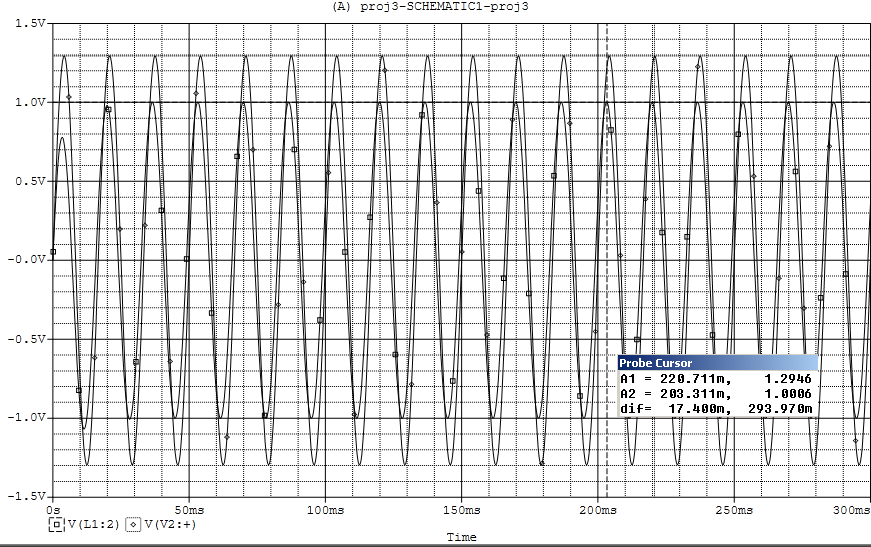 (A) proj3-SCHEMATIC1-proj3
1.5V
1.0V
0.5V
-0.0V
-0.5V
-1.0V
-1.5V
Probe Cursor
A1 = 220.711m, 1.2946
A2 = 203.311m, 1.0006
dif= 17.400m, 293.970m
0s 50ms 100ms 150ms 200ms 250ms 300ms
V(L1:2) V(V2:+)
Time